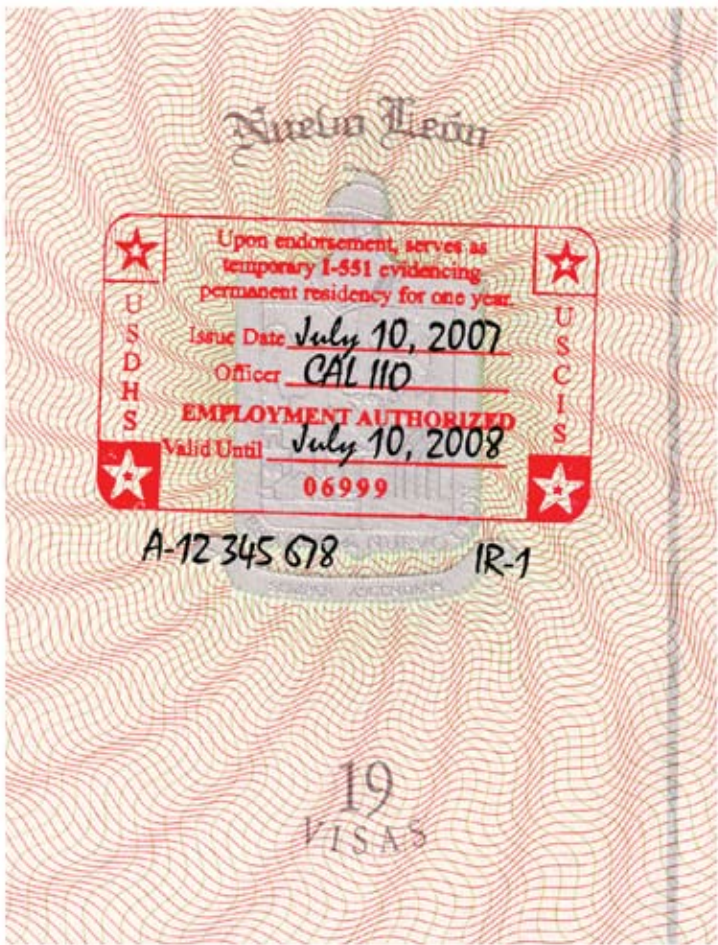 Nuevo León
Upon endorsement, serves as
temporary I-551 evidencing
permanent residency for one year.
USDHS
Issue Date July 10, 2007
Officer CAL 110
EMPLOYMENT AUTHORIZED
Valid Until July 10, 2008
06999
USCIS
A-12 345 678 IR-1
SEMPER ASCENDENS
19
VISAS